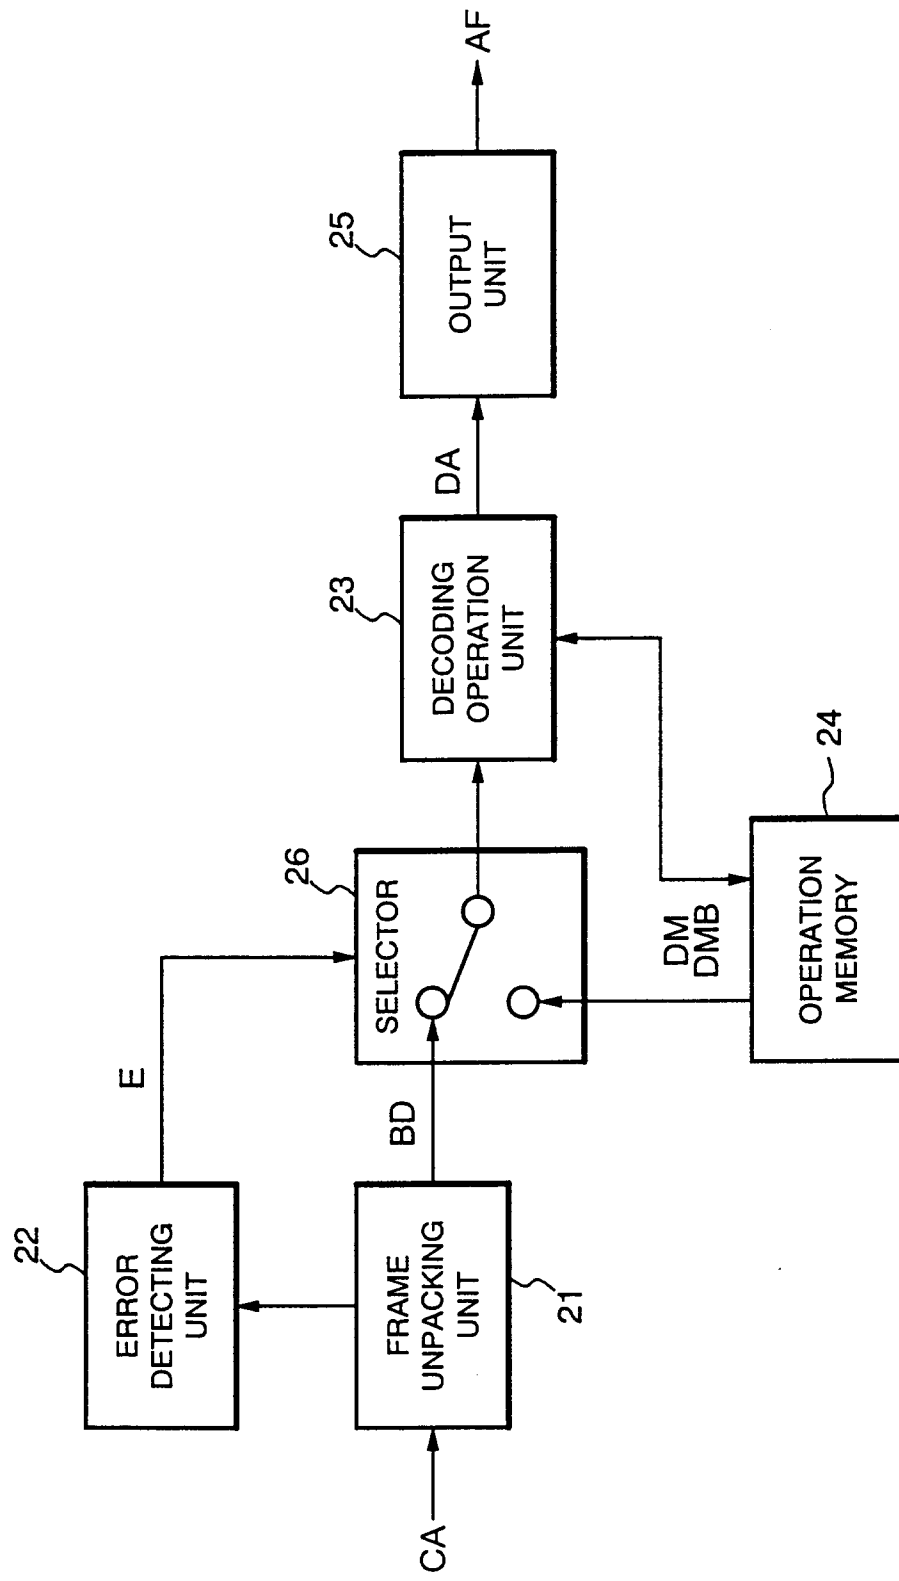 22
ERROR
DETECTING
UNIT
E
CA
FRAME
UNPACKING
UNIT
21
BD
26
SELECTOR
23
DECODING
OPERATION
UNIT
DA
25
OUTPUT
UNIT
AF
DM
DMB
24
OPERATION
MEMORY